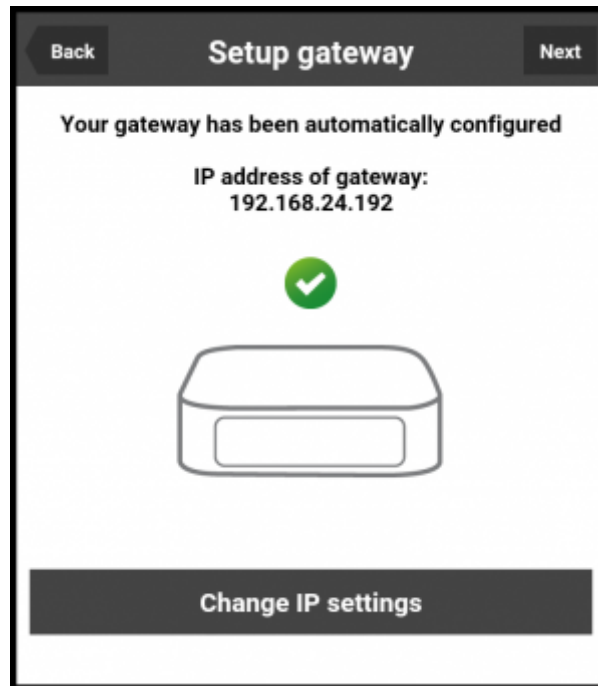 Back
Setup gateway
Next
Your gateway has been automatically configured
IP address of gateway:
192.168.24.192
Change IP settings